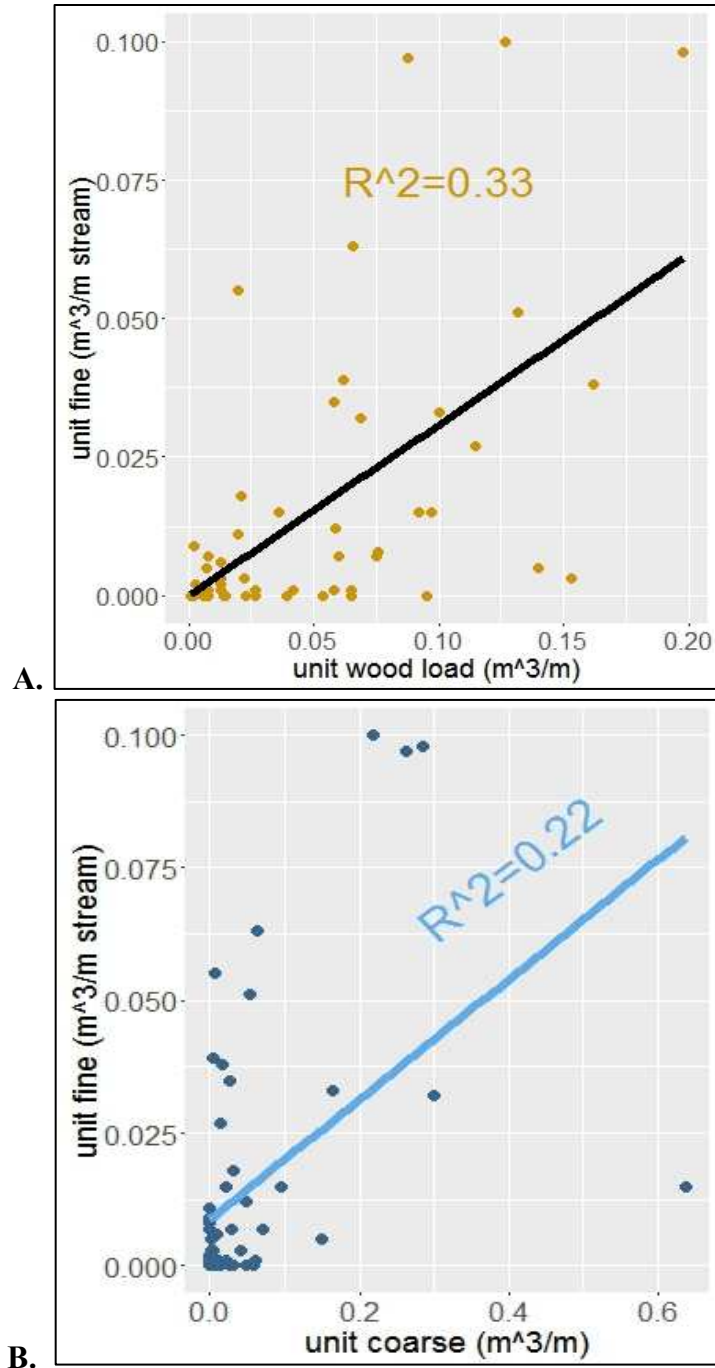 0.100
0.075
0.050
0.025
0.000
unit fine (m^3/m stream)
R^2=0.33
0.00 0.05 0.10 0.15 0.20
unit wood load (m^3/m)
A.
0.100
0.075
0.050
0.025
0.000
unit fine (m^3/m stream)
R^2=0.22
0.0 0.2 0.4 0.6
unit coarse (m^3/m)
B.